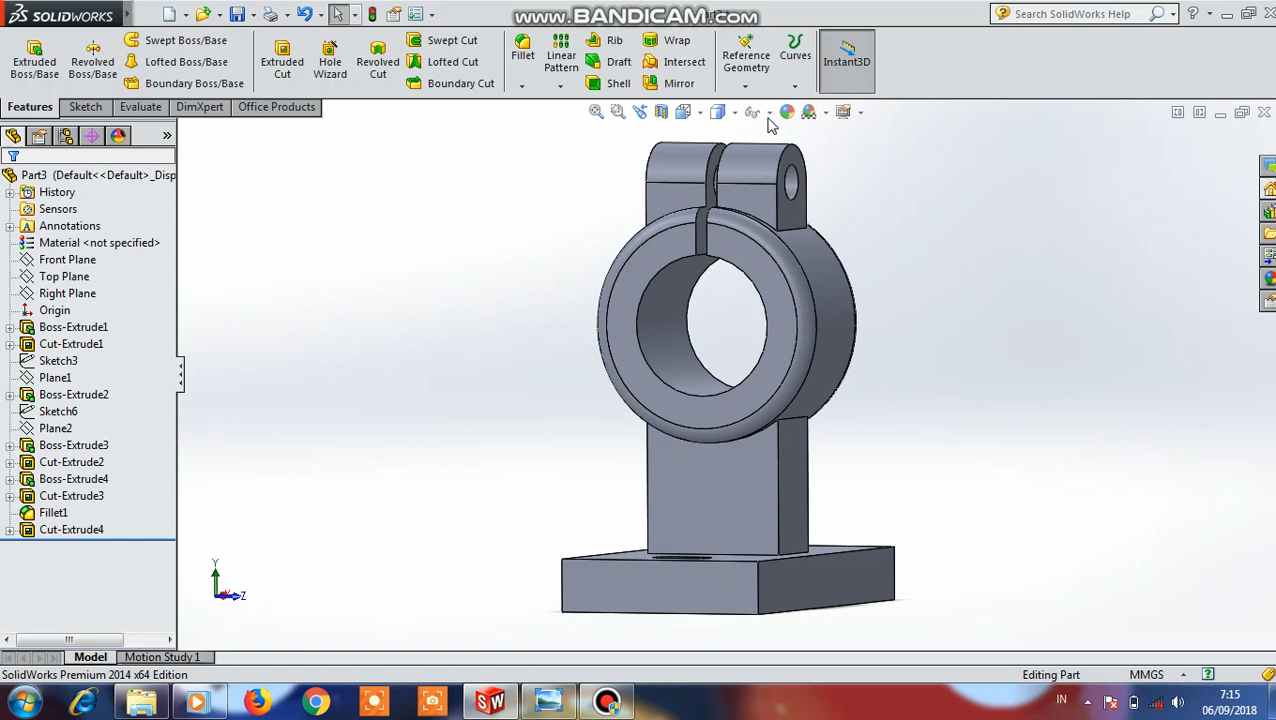 SOLIDWORKS
www.BANDICAM.com
Search SolidWorks Help
Extruded Boss/Base
Revolved Boss/Base
Swept Boss/Base
Lofted Boss/Base
Boundary Boss/Base
Extruded Cut
Hole Wizard
Revolved Cut
Swept Cut
Lofted Cut
Boundary Cut
Fillet
Linear Pattern
Rib
Draft
Shell
Wrap
Intersect
Mirror
Reference Geometry
Curves
Instant3D
Features
Sketch
Evaluate
DimXpert
Office Products
Part3 (Default<<Default>_Disp
History
Sensors
Annotations
Material <not specified>
Front Plane
Top Plane
Right Plane
Origin
Boss-Extrude1
Cut-Extrude1
Sketch3
Plane1
Boss-Extrude2
Sketch6
Plane2
Boss-Extrude3
Cut-Extrude2
Boss-Extrude4
Cut-Extrude3
Fillet1
Cut-Extrude4
Y
Z
Model
Motion Study 1
SolidWorks Premium 2014 x64 Edition
Editing Part
MMGS
SW
IN
7:15
06/09/2018